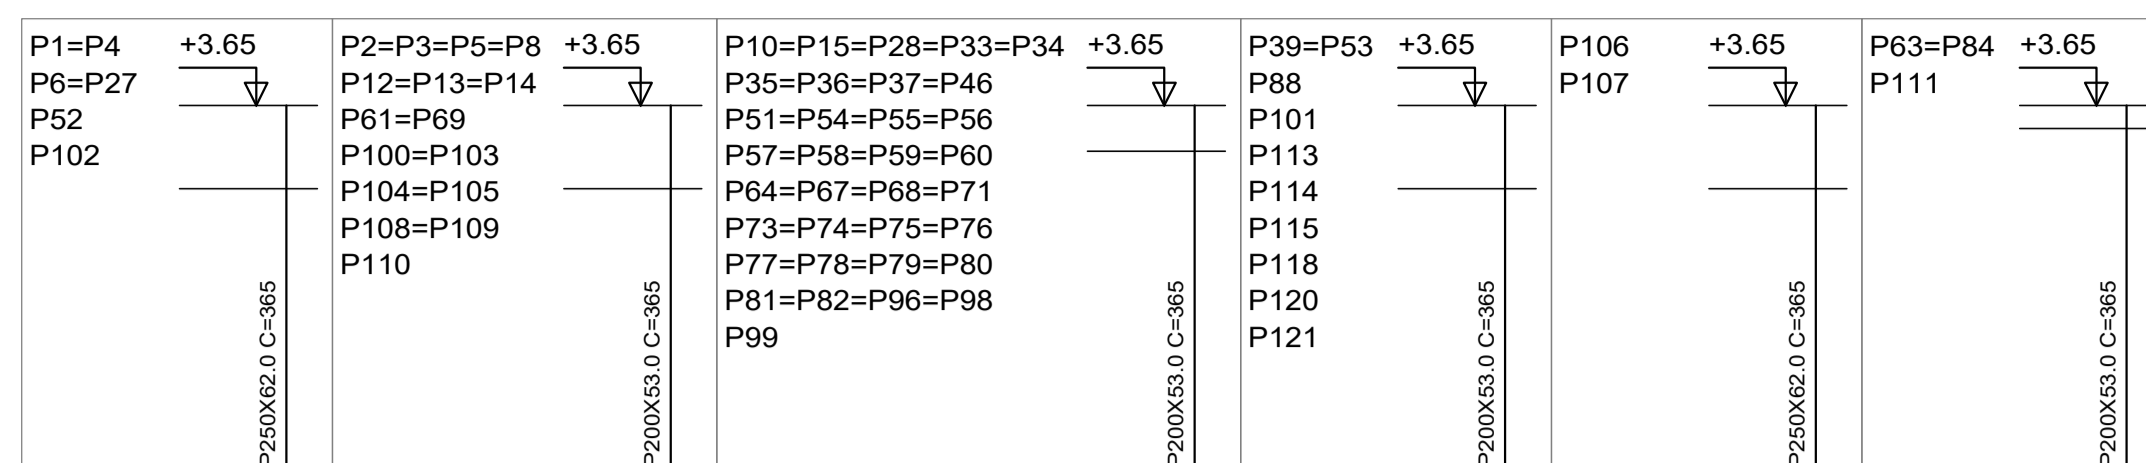 P1=P4
P6=P27
P52
P102
+3.65
P250X62.0 C=365
P2=P3=P5=P8
P12=P13=P14
P61=P69
P100=P103
P104=P105
P108=P109
P110
+3.65
P200X53.0 C=365
P10=P15=P28=P33=P34
P35=P36=P37=P46
P51=P54=P55=P56
P57=P58=P59=P60
P64=P67=P68=P71
P73=P74=P75=P76
P77=P78=P79=P80
P81=P82=P96=P98
P99
+3.65
P200X53.0 C=365
P39=P53
P88
P101
P113
P114
P115
P118
P120
P121
+3.65
P200X53.0 C=365
P106
P107
+3.65
P250X62.0 C=365
P63=P84
P111
+3.65
P200X53.0 C=365